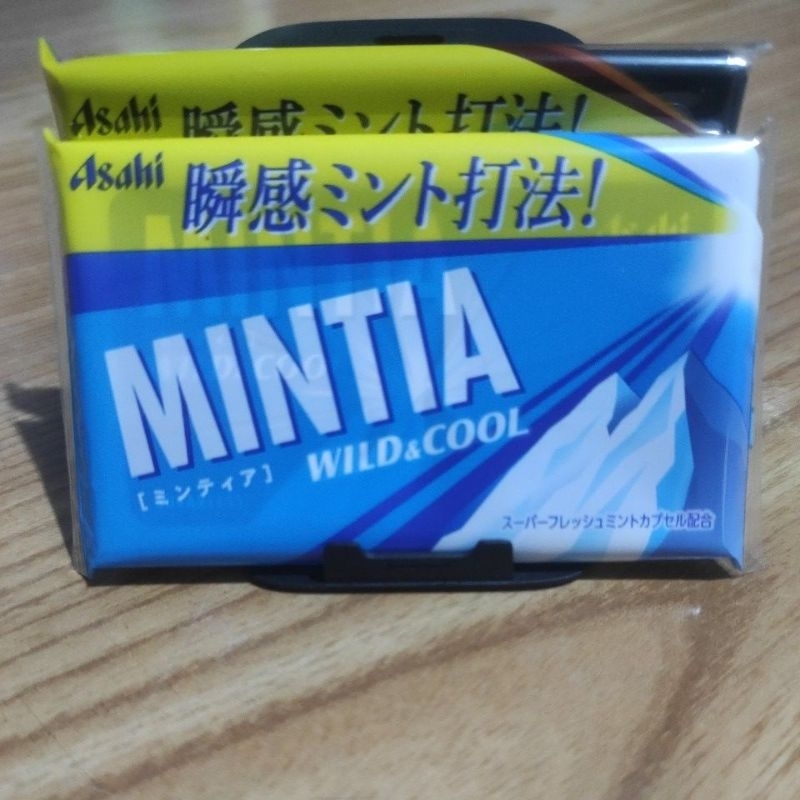 Asahi
瞬感ミント打法!
Asahi
瞬感ミント打法!
MINTIA
WILD&COOL
[ミンティア]
スーパーフレッシュミントカプセル配合